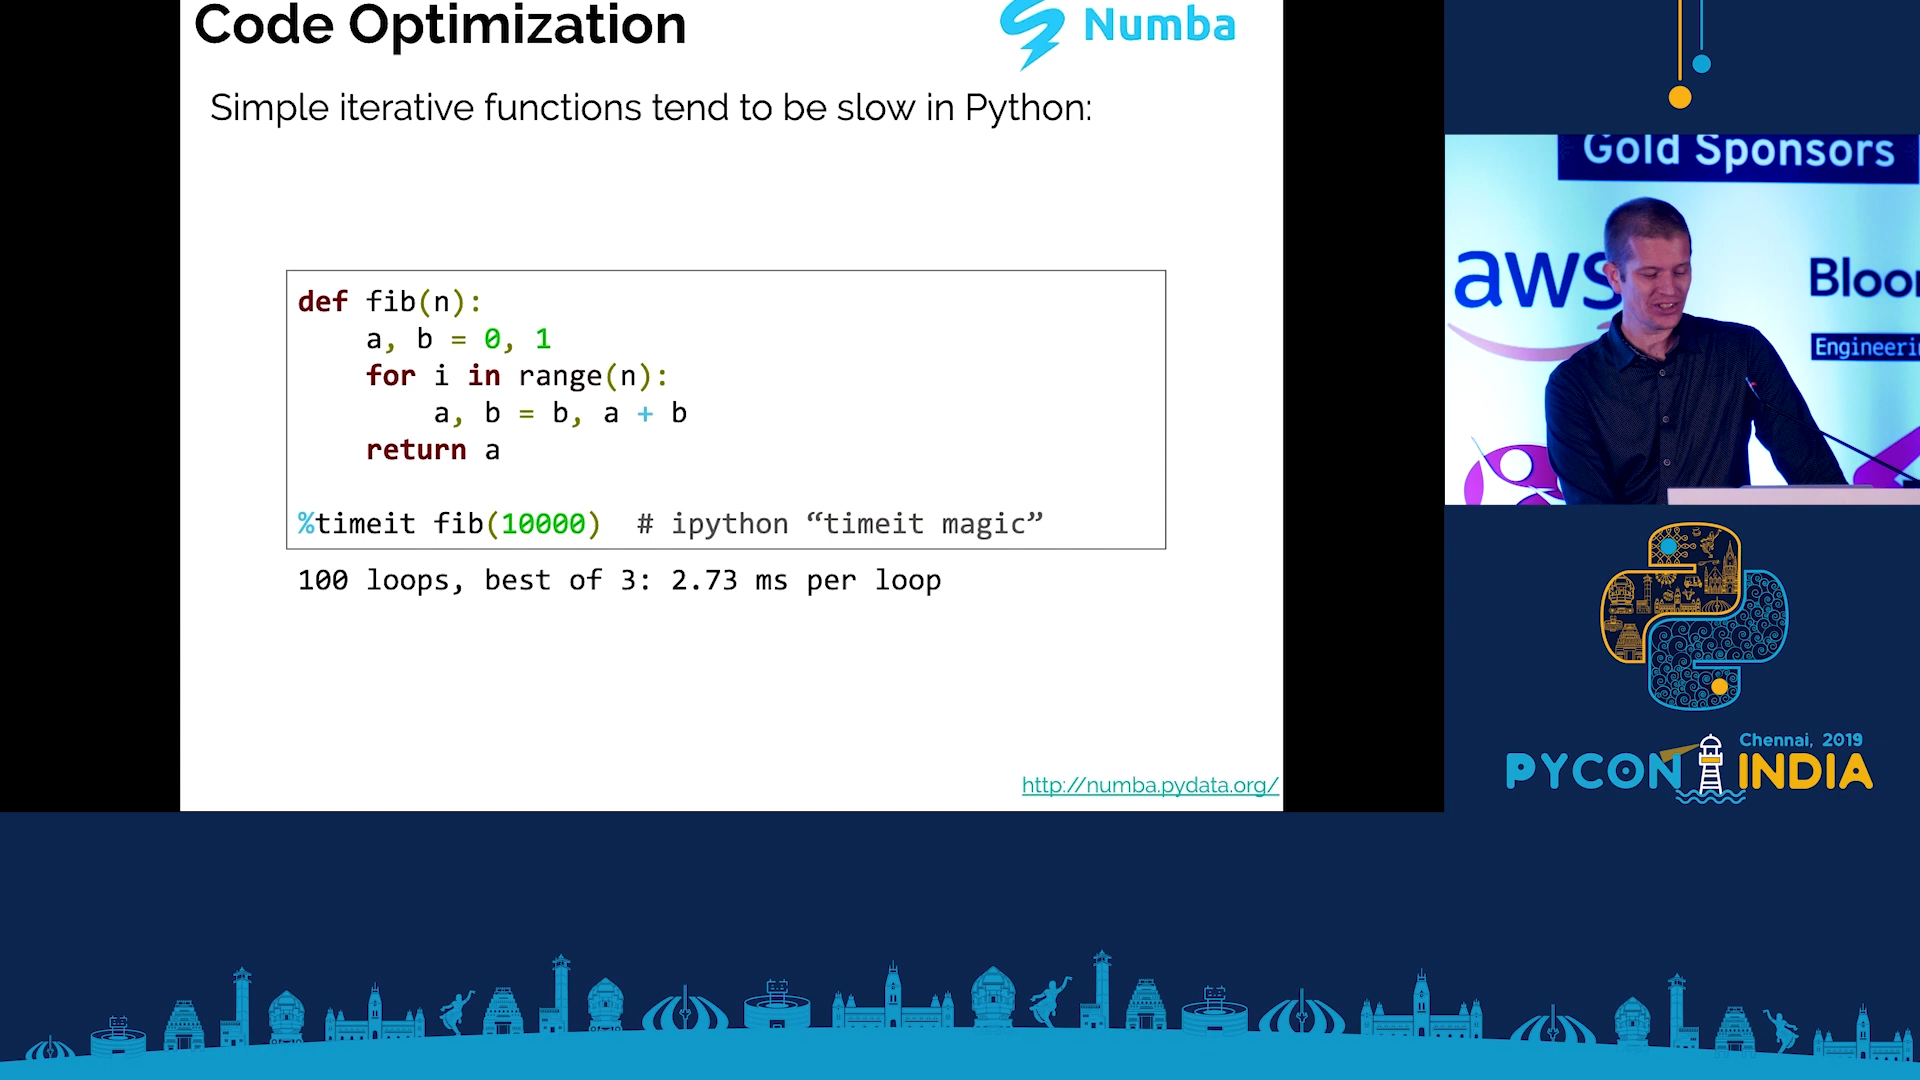 Code Optimization
Numba
Simple iterative functions tend to be slow in Python:
def fib(n):
    a, b = 0, 1
    for i in range(n):
        a, b = b, a + b
    return a
%timeit fib(10000)  # ipython “timeit magic”
100 loops, best of 3: 2.73 ms per loop
http://numba.pydata.org/
Gold Sponsors
aws
Bloo
Engineeri
Chennai, 2019
PYCON INDIA